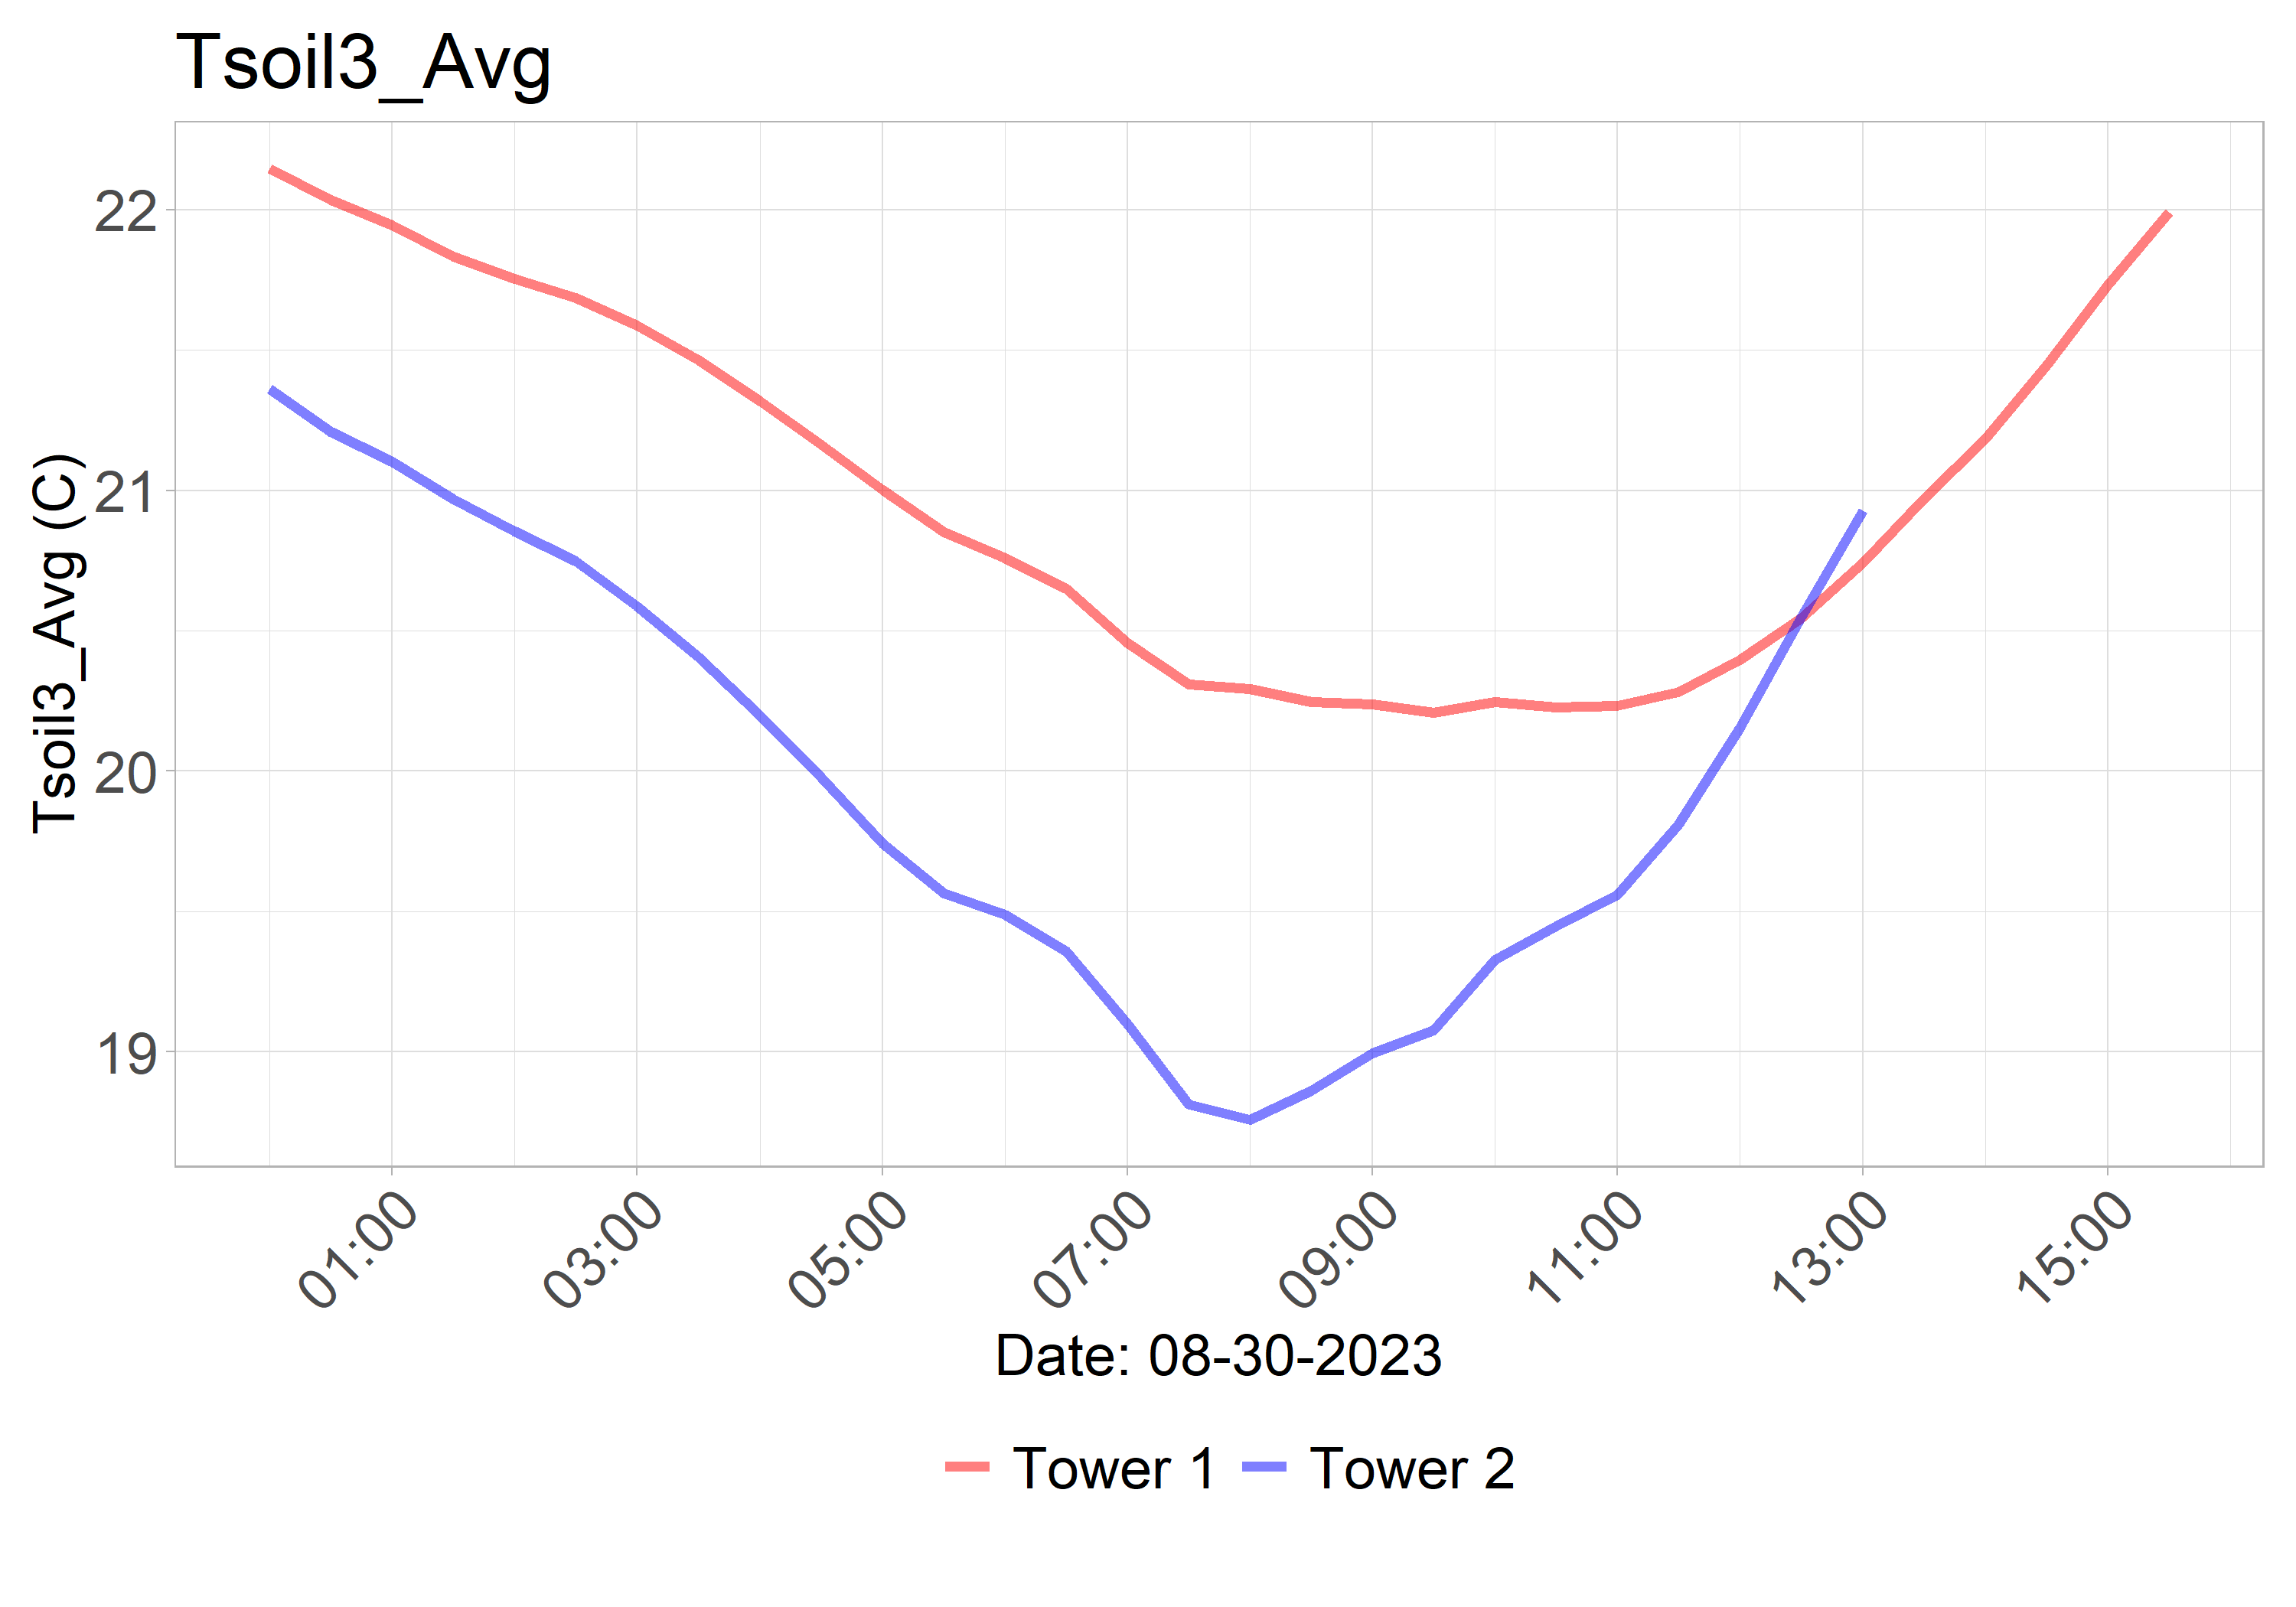 Tsoil3_Avg
Tsoil3_Avg (C)
22
21
20
19
01:00 03:00 05:00 07:00 09:00 11:00 13:00 15:00
Date: 08-30-2023
Tower 1 Tower 2